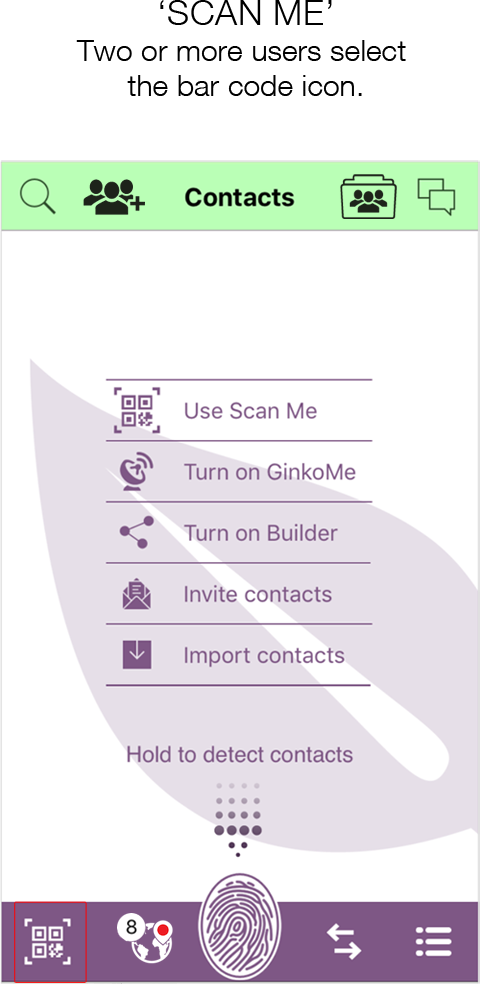 ‘SCAN ME’
Two or more users select
the bar code icon.
Contacts
Use Scan Me
Turn on GinkoMe
Turn on Builder
Invite contacts
Import contacts
Hold to detect contacts
8